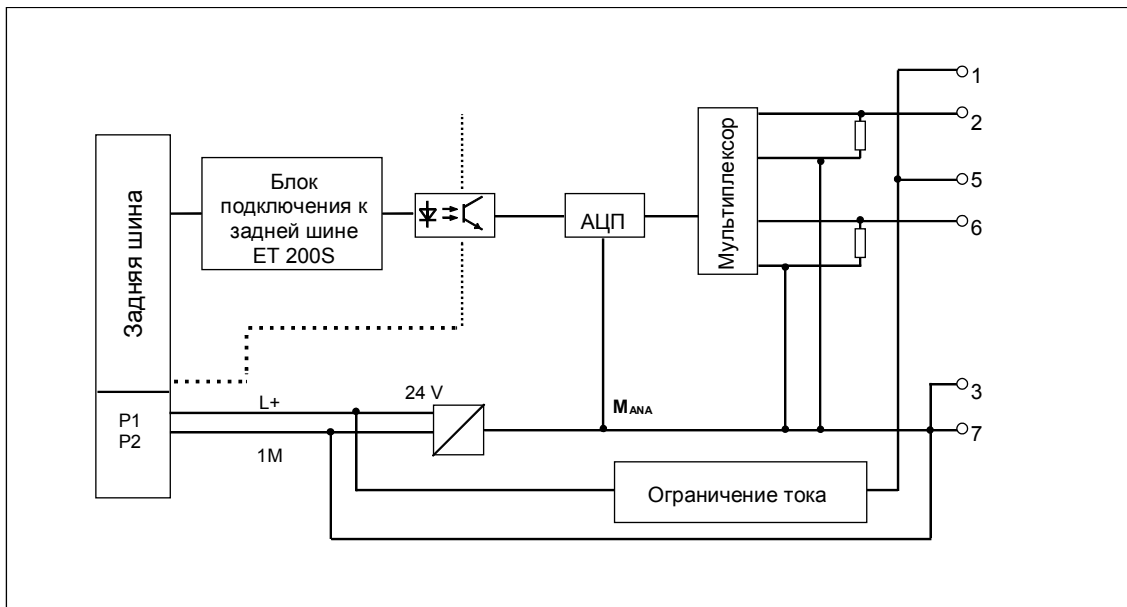 1
2
Мультиплексор
Блок
подключения к
задней шине
ET 200S
АЦП
5
6
Задняя шина
3
24 V
L+
MANA
P1
P2
7
1M
Ограничение тока